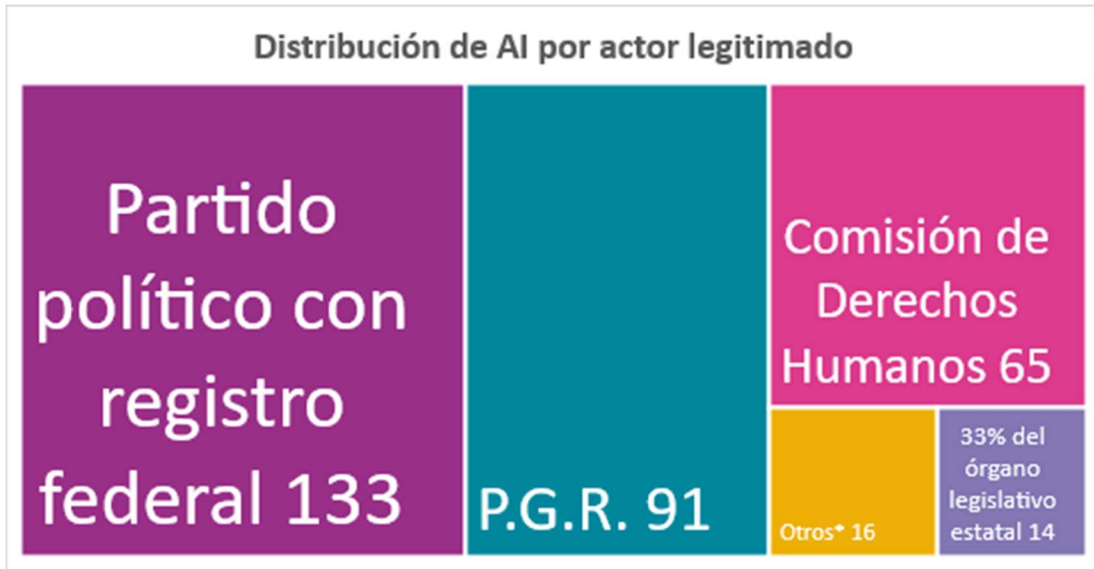 Distribución de AI por actor legitimado
Partido
político con
registro
federal 133
P.G.R. 91
Comisión de
Derechos
Humanos 65
Otros* 16
33% del
órgano
legislativo
estatal 14